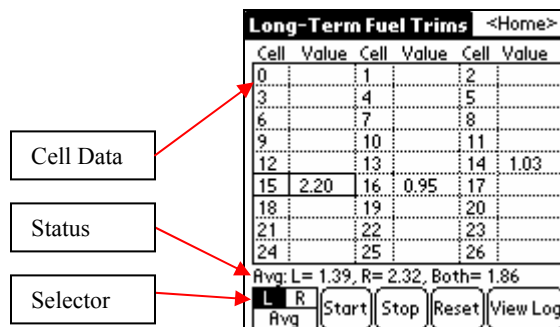 Long-Term Fuel Trims <Home>
Cell Value Cell Value Cell Value
0 1 2
3 4 5
6 7 8
9 10 11
12 13 14 1.03
15 2.20 16 0.95 17
18 19 20
21 22 23
24 25 26
Avg: L= 1.39, R= 2.32, Both= 1.86
L R
Avg
Start Stop Reset View Log
Cell Data
Status
Selector